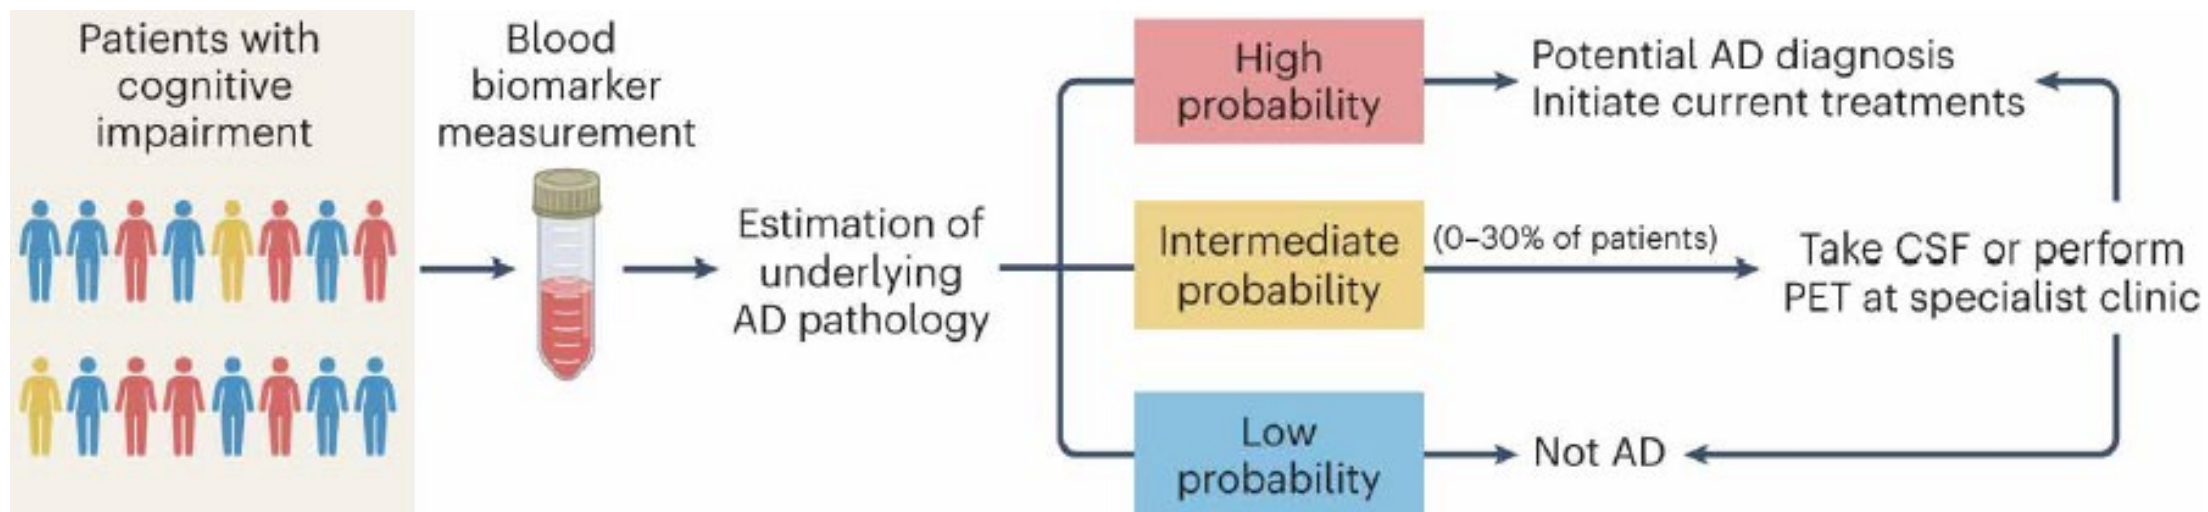 Patients with
cognitive
impairment
Blood
biomarker
measurement
Estimation of
underlying
AD pathology
High
probability
Potential AD diagnosis
Initiate current treatments
Intermediate
probability
(0–30% of patients)
Take CSF or perform
PET at specialist clinic
Low
probability
Not AD